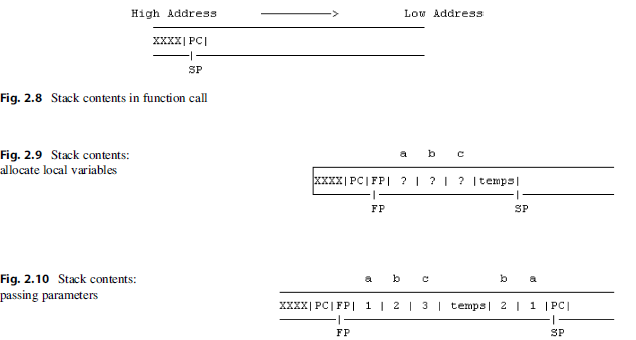 High Address ————————> Low Address
XXXX| PC|
SP
Fig. 2.8 Stack contents in function call
Fig. 2.9 Stack contents:
allocate local variables
a b c
XXXX|PC|FP| ? | ? | ? |temps|
FP SP
Fig. 2.10 Stack contents:
passing parameters
a b c b a
XXXX|PC|FP| 1 | 2 | 3 | temps| 2 | 1 |PC|
FP SP